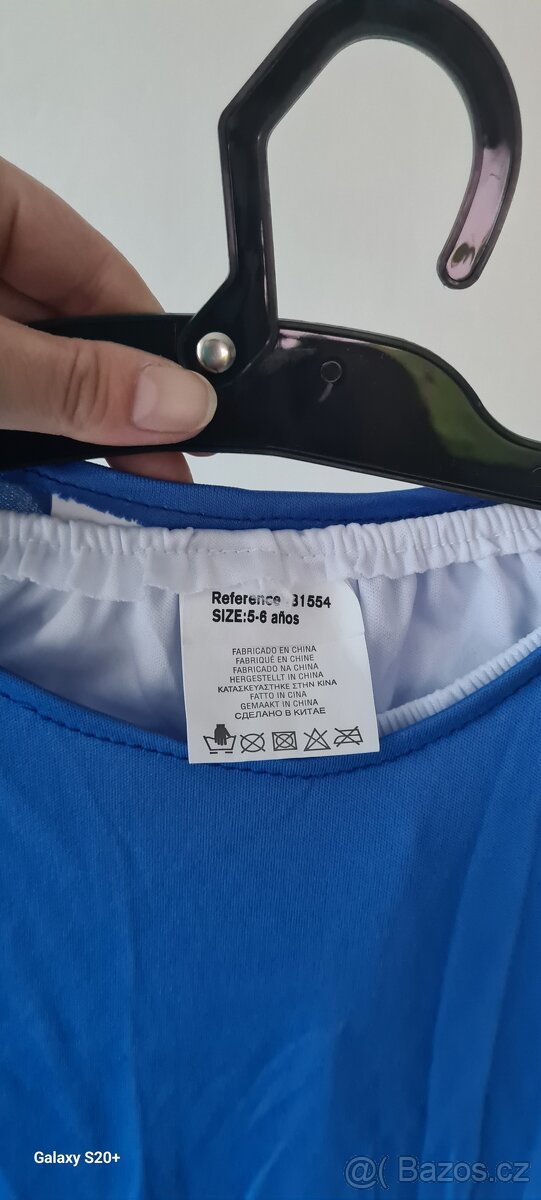 Reference 31554
SIZE:5-6 años
FABRICADO EN CHINA
FABRIQUÉ EN CHINE
FABRICADO NA CHINA
HERGESTELLT IN CHINA
ΚΑΤΑΣΚΕΥΑΣΤΗΚΕ ΣΤΗΝ ΚΙΝΑ
FATTO IN CINA
GEMAAKT IN CHINA
СДЕЛАНО В КИТАЕ
Galaxy S20+
@( Bazos.cz